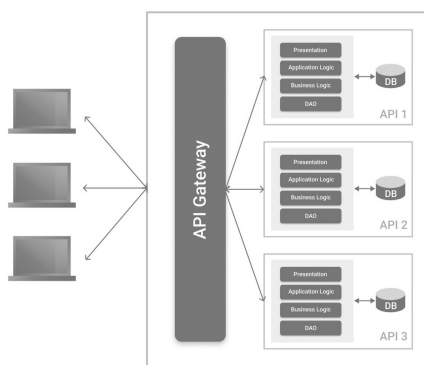 API Gateway
Presentation
Application Logic
Business Logic
DAO
DB
API 1
Presentation
Application Logic
Business Logic
DAO
DB
API 2
Presentation
Application Logic
Business Logic
DAO
DB
API 3